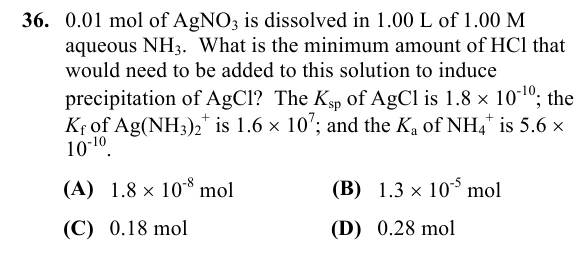 36. 0.01 mol of AgNO₃ is dissolved in 1.00 L of 1.00 M
aqueous NH₃. What is the minimum amount of HCl that
would need to be added to this solution to induce
precipitation of AgCl? The Kₛₚ of AgCl is 1.8 × 10⁻¹⁰; the
K_f of Ag(NH₃)₂⁺ is 1.6 × 10⁷; and the Kₐ of NH₄⁺ is 5.6 ×
10⁻¹⁰.
(A) 1.8 × 10⁻⁸ mol (B) 1.3 × 10⁻⁵ mol
(C) 0.18 mol (D) 0.28 mol